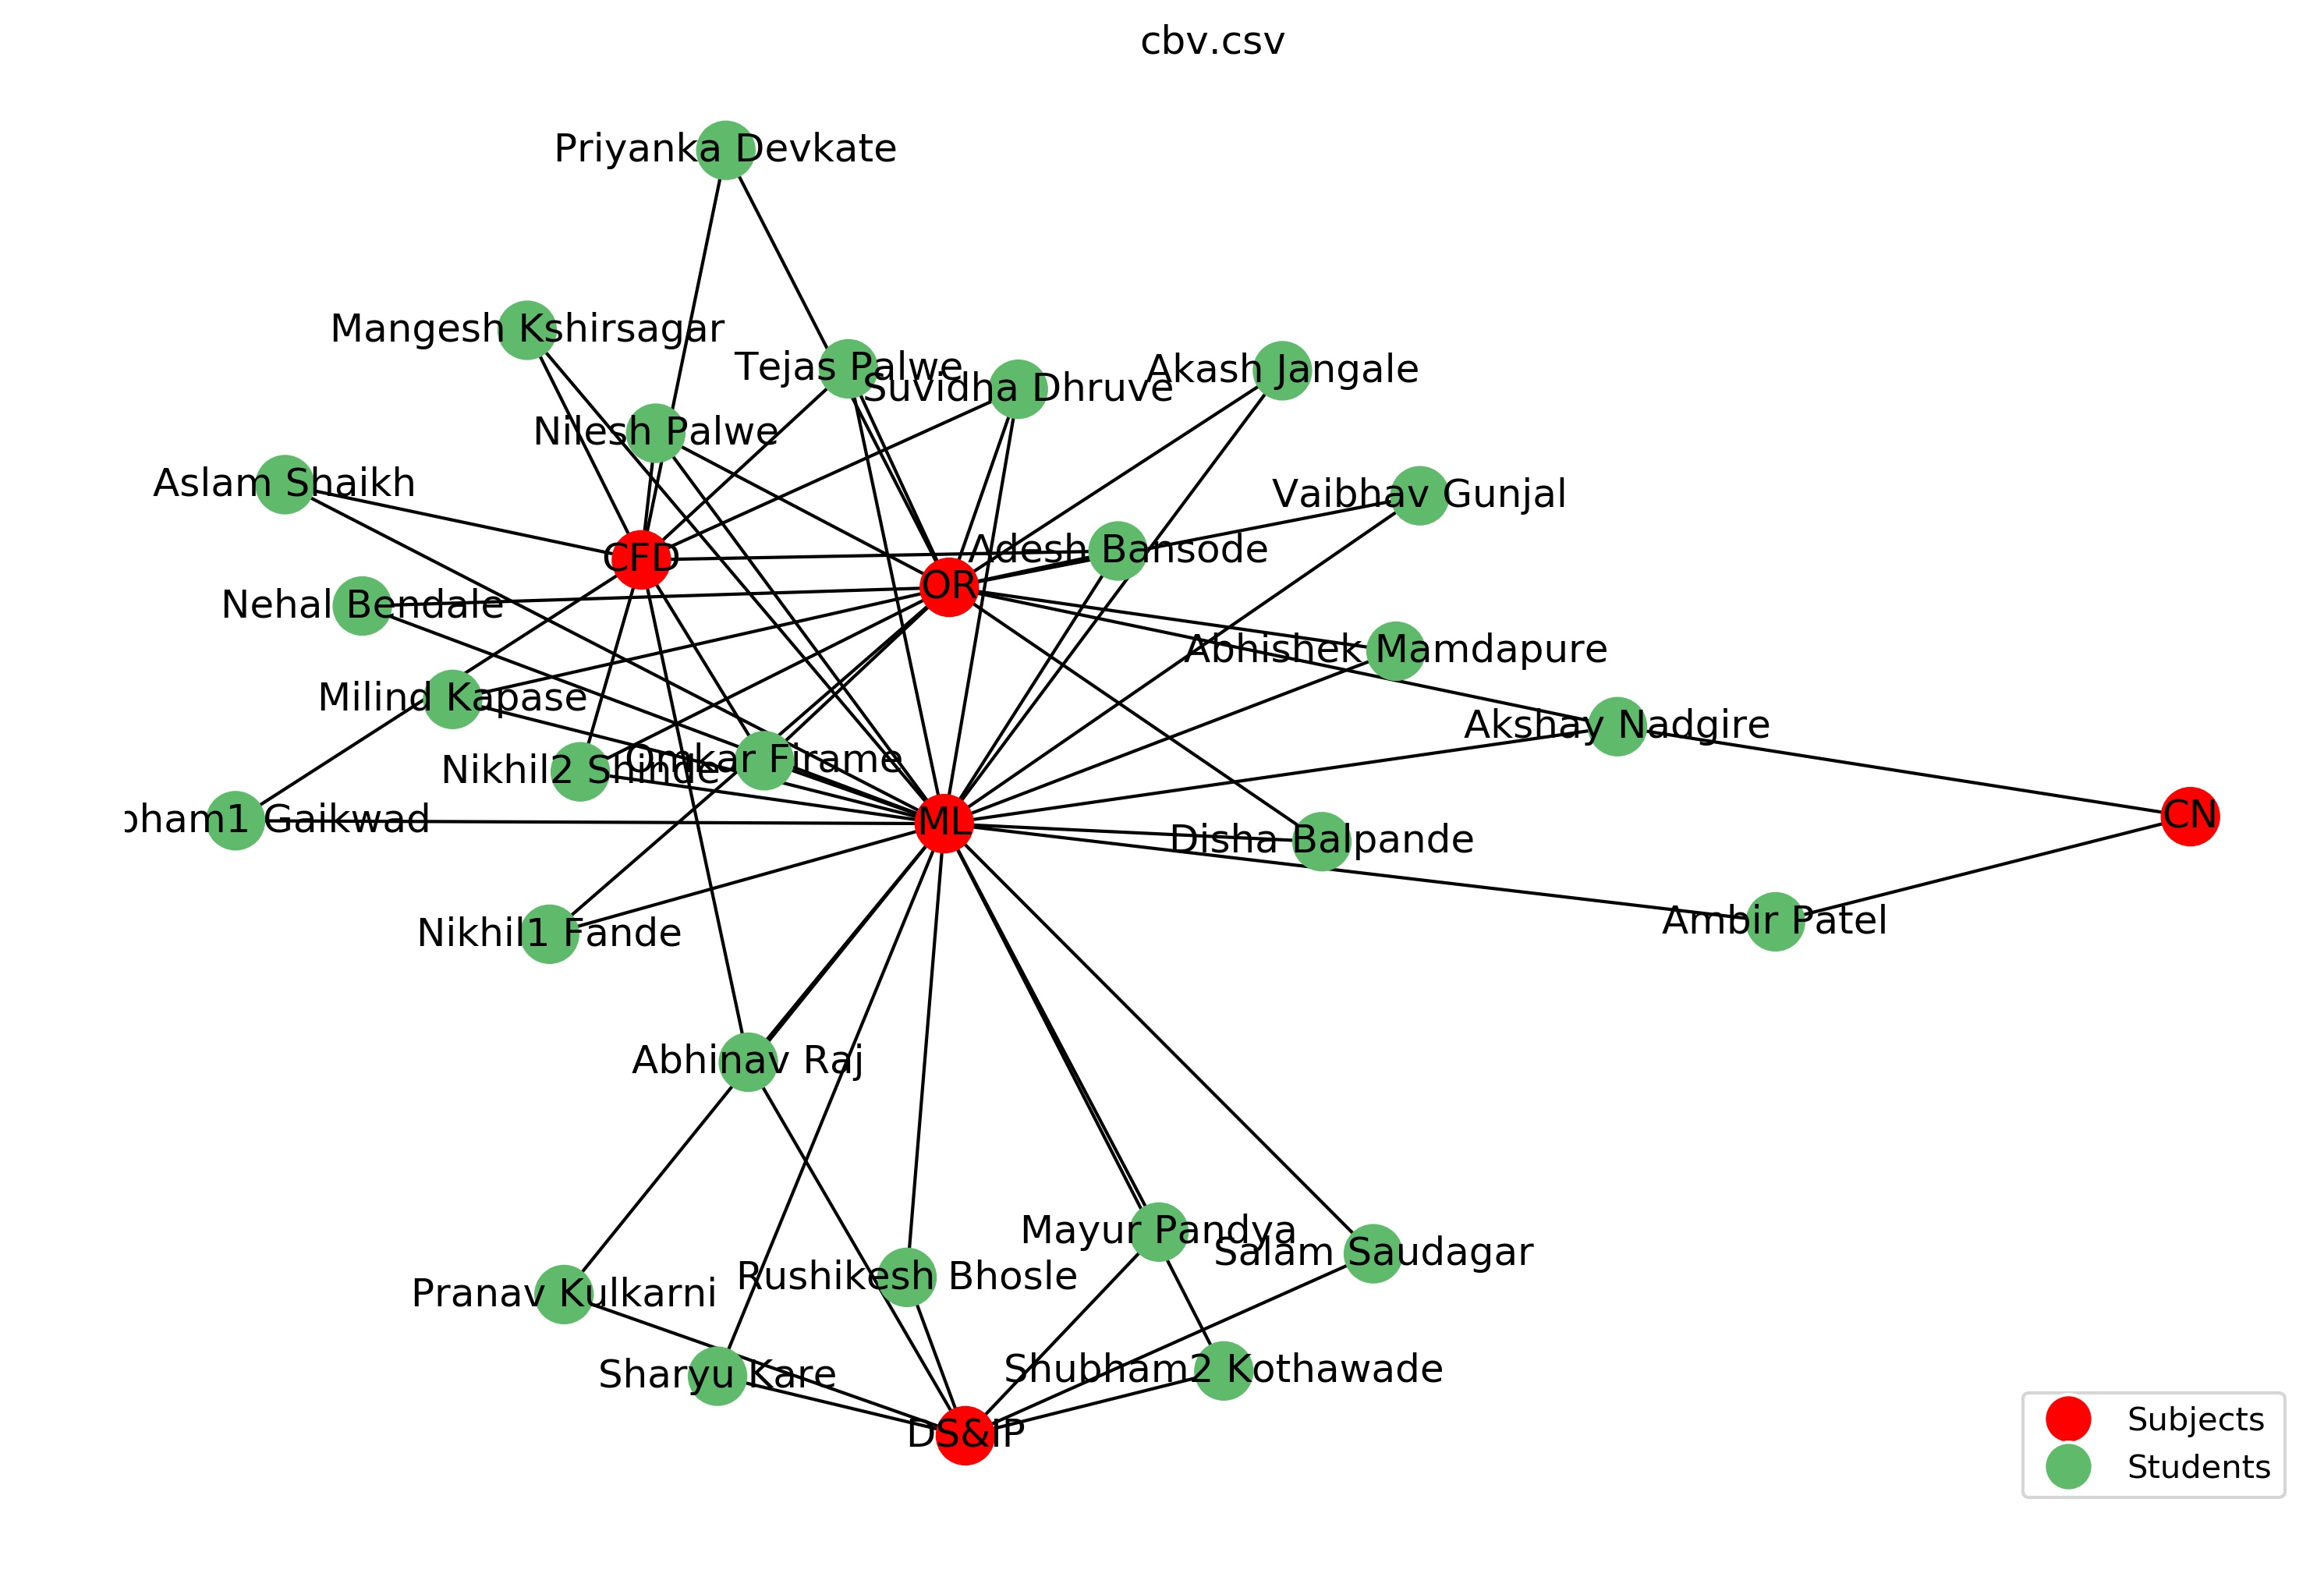 cbv.csv
Priyanka Devkate
Mangesh Kshirsagar
Tejas Palwe
Akash Jangale
Suvidha Dhruve
Nilesh Palwe
Aslam Shaikh
Vaibhav Gunjal
Adesh Bansode
CFD
OR
Nehal Bendale
Abhishek Mamdapure
Milind Kapase
Akshay Nadgire
Omkar Firame
Nikhil2 Shinde
CN
bham1 Gaikwad
ML
Disha Balpande
Ambir Patel
Nikhil1 Fande
Abhinav Raj
Mayur Pandya
Salam Saudagar
Rushikesh Bhosle
Pranav Kulkarni
Shubham2 Kothawade
Sharyu Kare
DS&IP
Subjects
Students